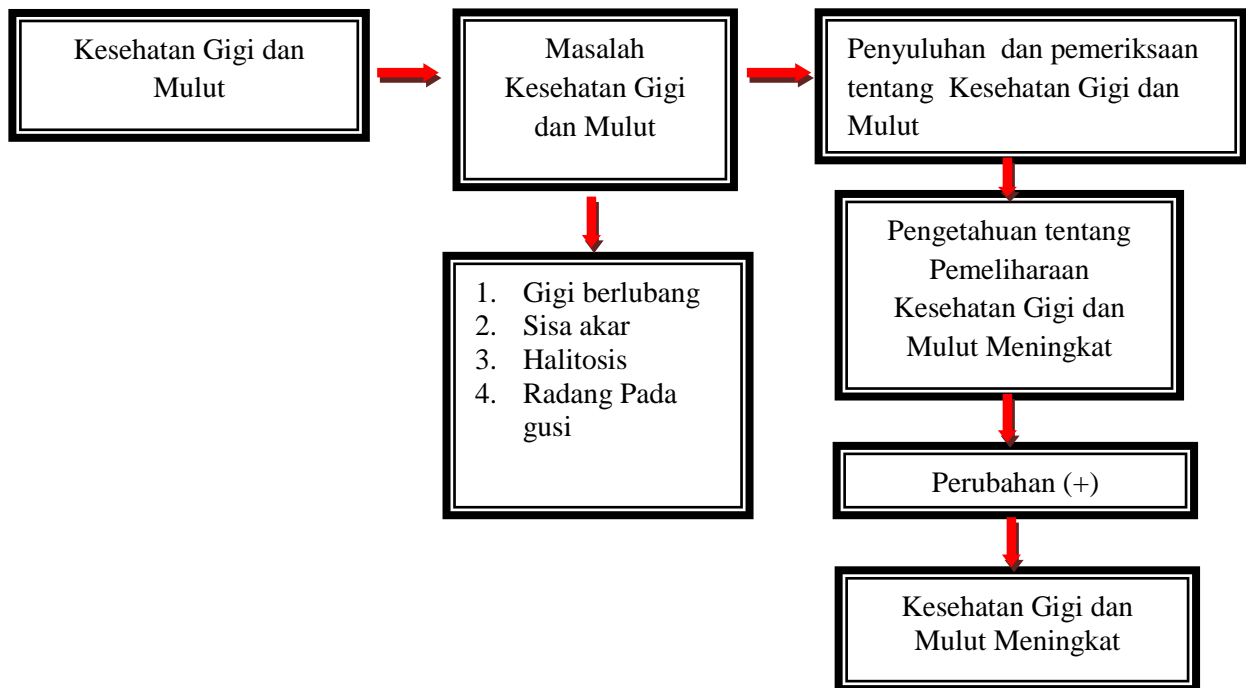 Kesehatan Gigi dan
Mulut
Masalah
Kesehatan Gigi
dan Mulut
Penyuluhan dan pemeriksaan
tentang Kesehatan Gigi dan
Mulut
1. Gigi berlubang
2. Sisa akar
3. Halitosis
4. Radang Pada
gusi
Pengetahuan tentang
Pemeliharaan
Kesehatan Gigi dan
Mulut Meningkat
Perubahan (+)
Kesehatan Gigi dan
Mulut Meningkat